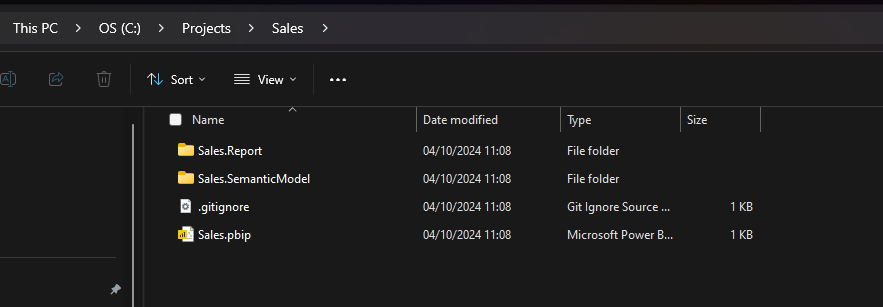 This PC > OS (C:) > Projects > Sales >
Sort View ...
Name Date modified Type Size
Sales.Report 04/10/2024 11:08 File folder
Sales.SemanticModel 04/10/2024 11:08 File folder
.gitignore 04/10/2024 11:08 Git Ignore Source ... 1 KB
Sales.pbip 04/10/2024 11:08 Microsoft Power B... 1 KB